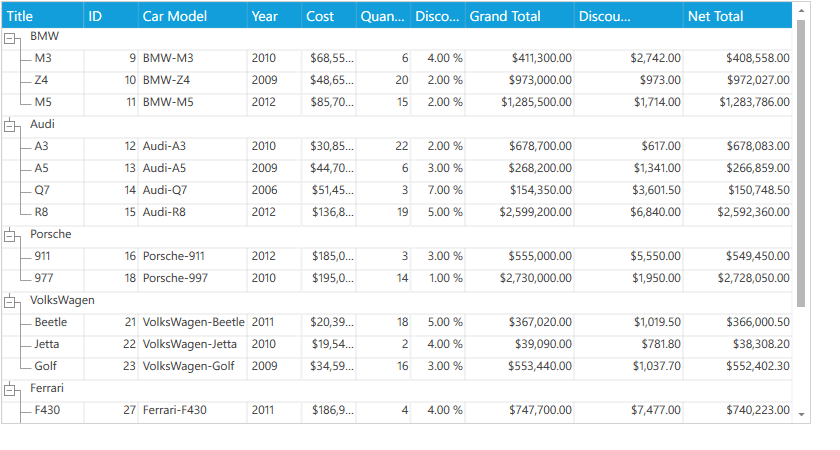 Title ID Car Model Year Cost Quan... Disco... Grand Total Discou... Net Total
BMW
M3 9 BMW-M3 2010 $68,55... 6 4.00 % $411,300.00 $2,742.00 $408,558.00
Z4 10 BMW-Z4 2009 $48,65... 20 2.00 % $973,000.00 $973.00 $972,027.00
M5 11 BMW-M5 2012 $85,70... 15 2.00 % $1,285,500.00 $1,714.00 $1,283,786.00
Audi
A3 12 Audi-A3 2010 $30,85... 22 2.00 % $678,700.00 $617.00 $678,083.00
A5 13 Audi-A5 2009 $44,70... 6 3.00 % $268,200.00 $1,341.00 $266,859.00
Q7 14 Audi-Q7 2006 $51,45... 3 7.00 % $154,350.00 $3,601.50 $150,748.50
R8 15 Audi-R8 2012 $136,8... 19 5.00 % $2,599,200.00 $6,840.00 $2,592,360.00
Porsche
911 16 Porsche-911 2012 $185,0... 3 3.00 % $555,000.00 $5,550.00 $549,450.00
977 18 Porsche-997 2010 $195,0... 14 1.00 % $2,730,000.00 $1,950.00 $2,728,050.00
VolksWagen
Beetle 21 VolksWagen-Beetle 2011 $20,39... 18 5.00 % $367,020.00 $1,019.50 $366,000.50
Jetta 22 VolksWagen-Jetta 2010 $19,54... 2 4.00 % $39,090.00 $781.80 $38,308.20
Golf 23 VolksWagen-Golf 2009 $34,59... 16 3.00 % $553,440.00 $1,037.70 $552,402.30
Ferrari
F430 27 Ferrari-F430 2011 $186,9... 4 4.00 % $747,700.00 $7,477.00 $740,223.00